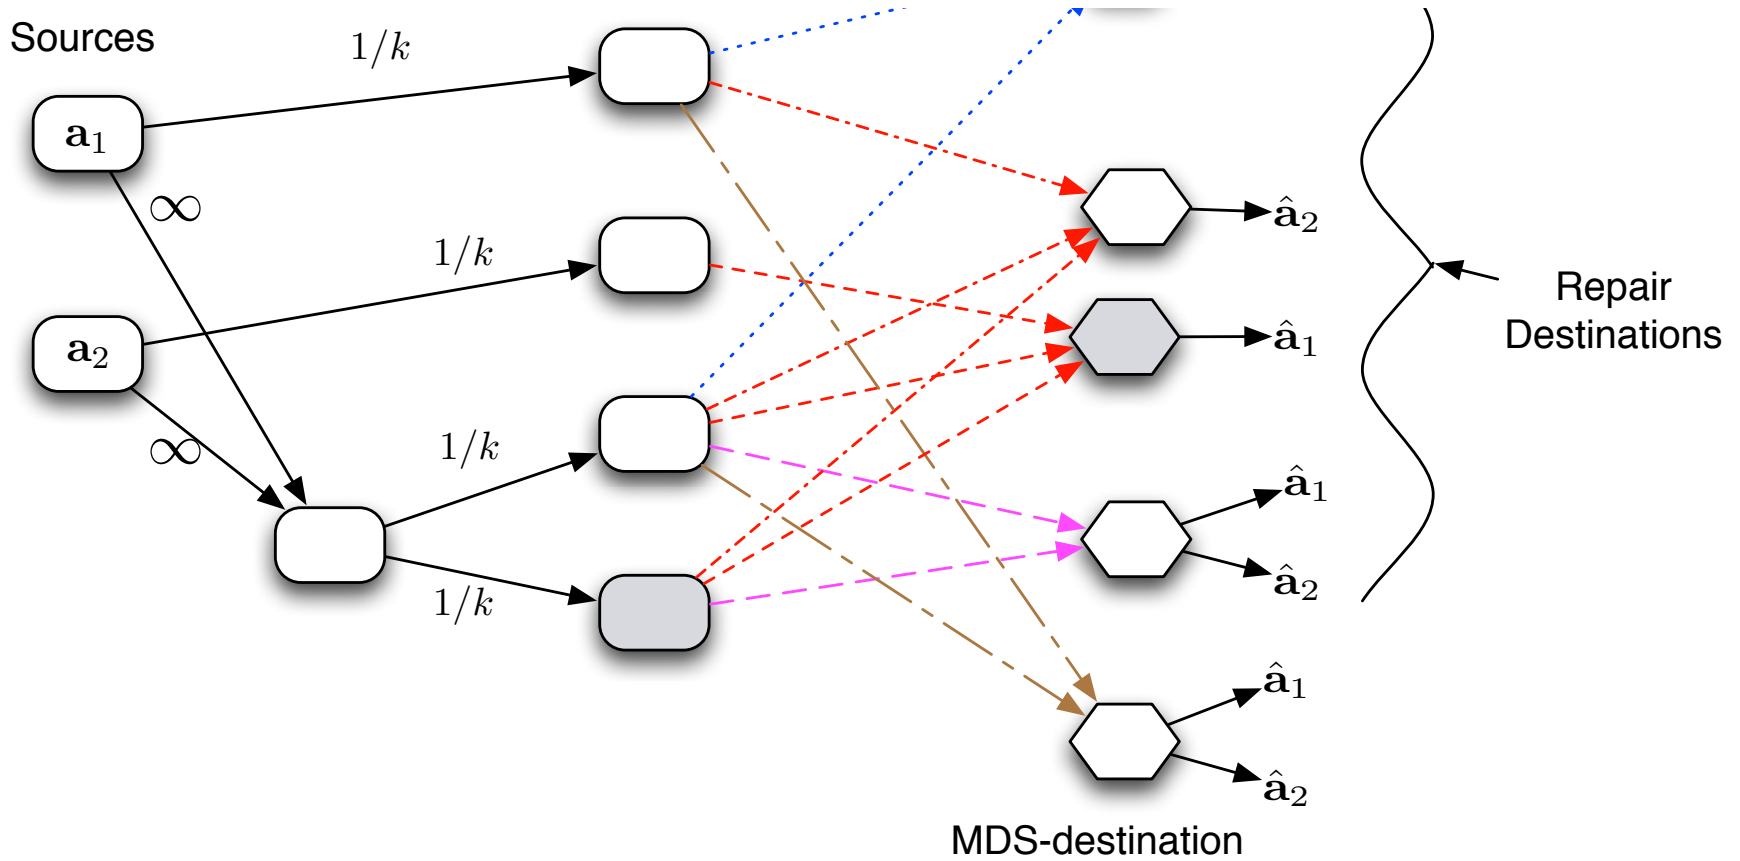 Sources
1/k
a₁
∞
1/k
â₂
a₂
â₁
Repair
Destinations
∞
1/k
â₁
â₂
1/k
â₁
â₂
MDS-destination